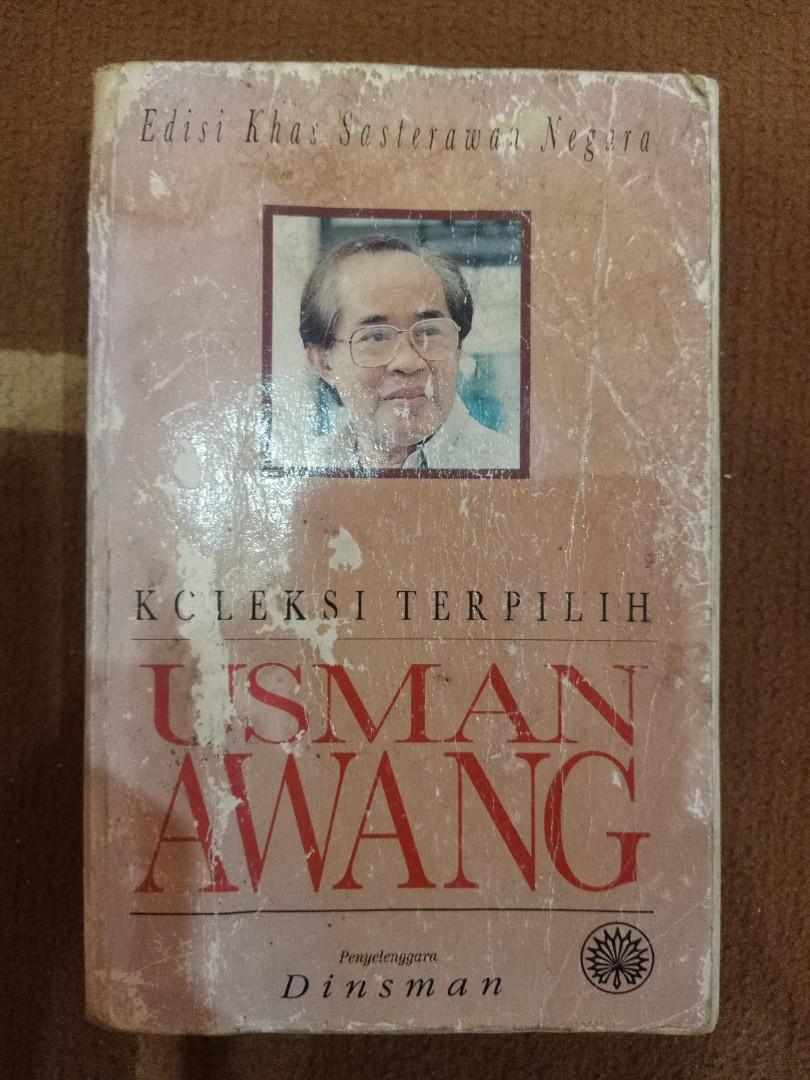 Edisi Khas Sasterawan Negara
KOLEKSI TERPILIH
USMAN
AWANG
Penyelenggara
Dinsman